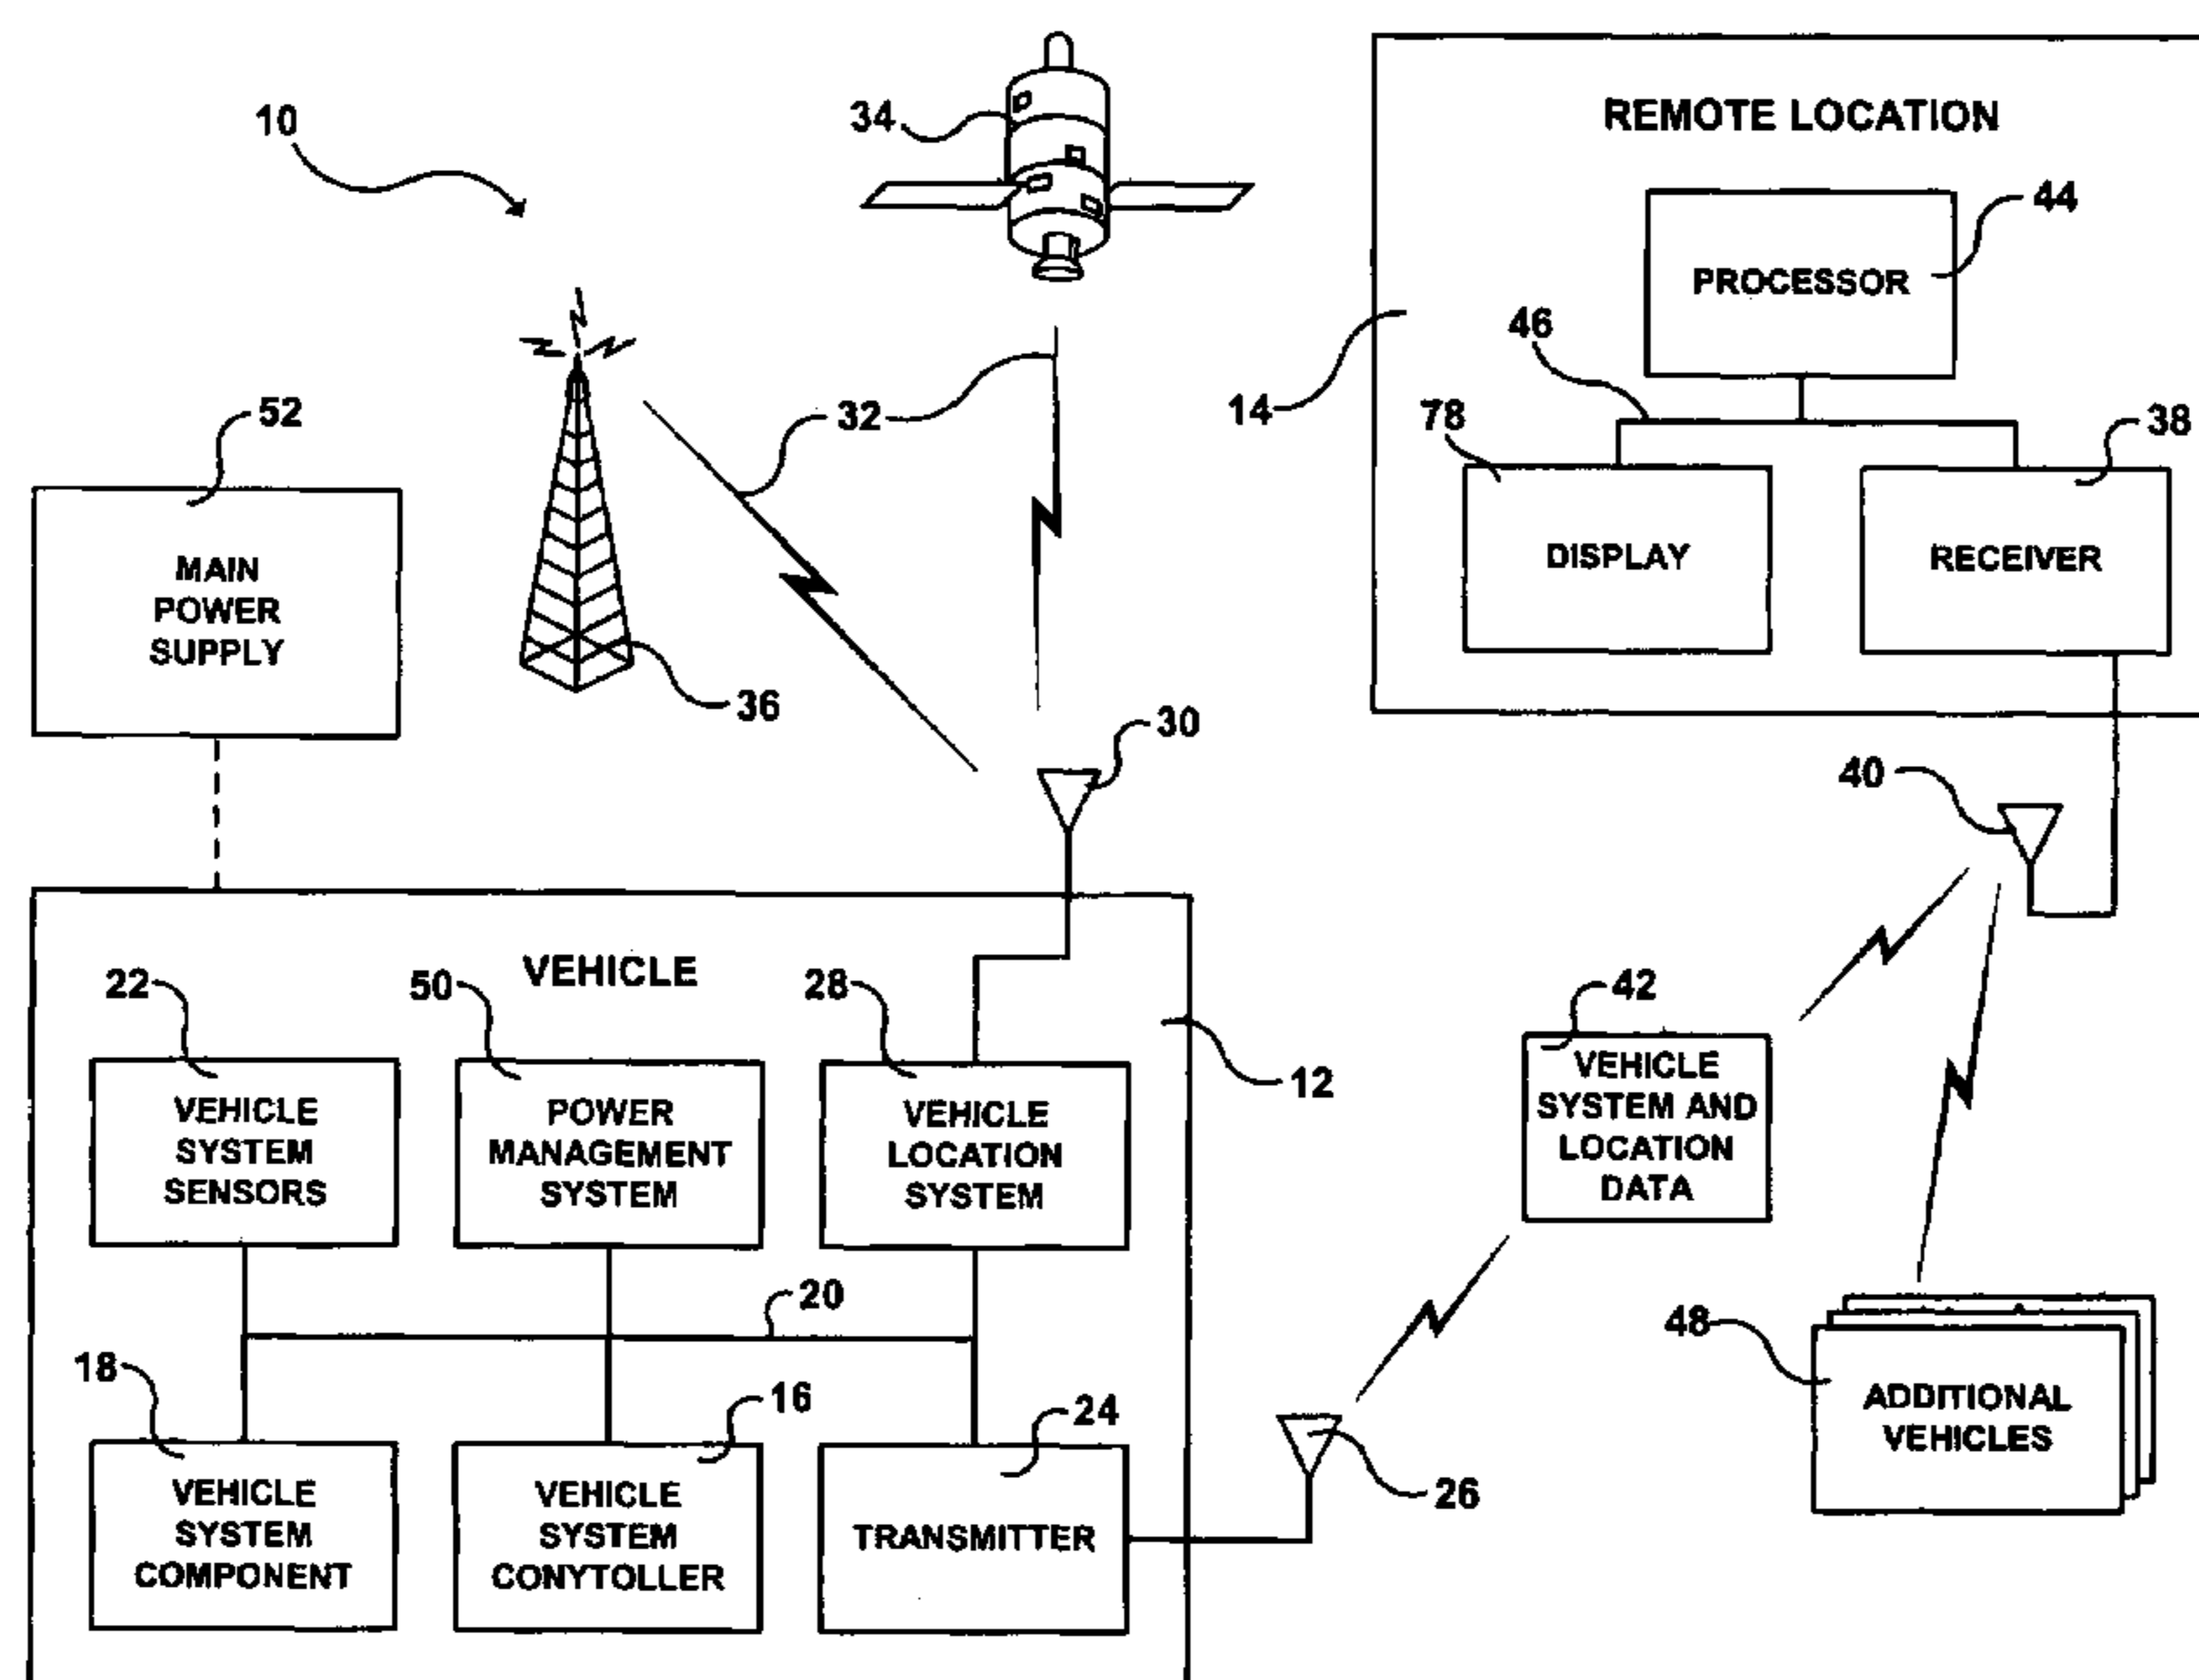 10
34
REMOTE LOCATION
44
PROCESSOR
46
14
78
38
DISPLAY
RECEIVER
32
52
MAIN
POWER
SUPPLY
36
30
40
VEHICLE
22
50
28
12
VEHICLE
SYSTEM
SENSORS
POWER
MANAGEMENT
SYSTEM
VEHICLE
LOCATION
SYSTEM
42
VEHICLE
SYSTEM AND
LOCATION
DATA
20
18
16
24
VEHICLE
SYSTEM
COMPONENT
VEHICLE
SYSTEM
CONYTOLLER
TRANSMITTER
26
48
ADDITIONAL
VEHICLES